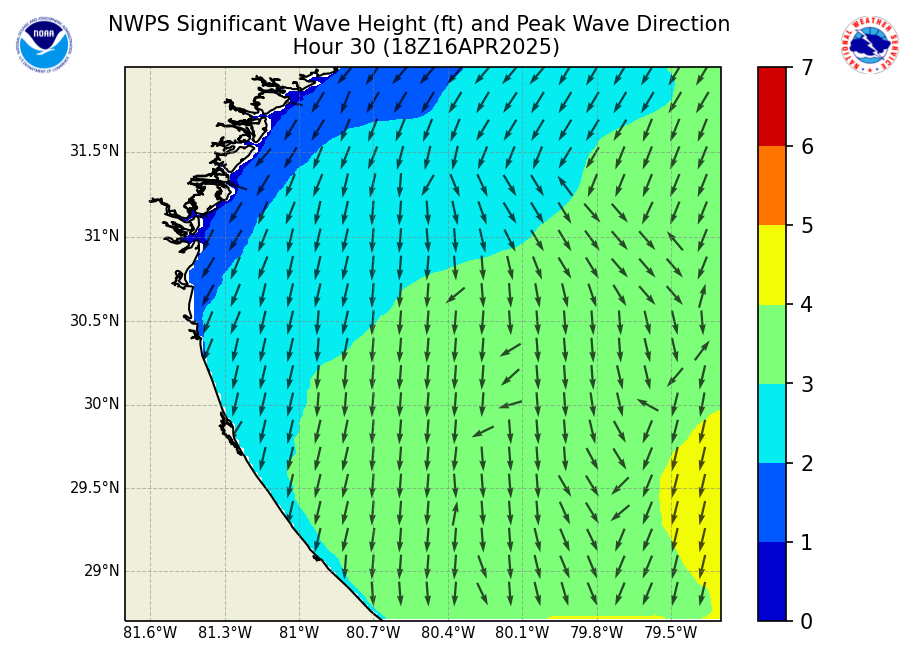 NWPS Significant Wave Height (ft) and Peak Wave Direction
Hour 30 (18Z16APR2025)
NOAA
NATIONAL WEATHER SERVICE
31.5°N
31°N
30.5°N
30°N
29.5°N
29°N
81.6°W 81.3°W 81°W 80.7°W 80.4°W 80.1°W 79.8°W 79.5°W
7
6
5
4
3
2
1
0